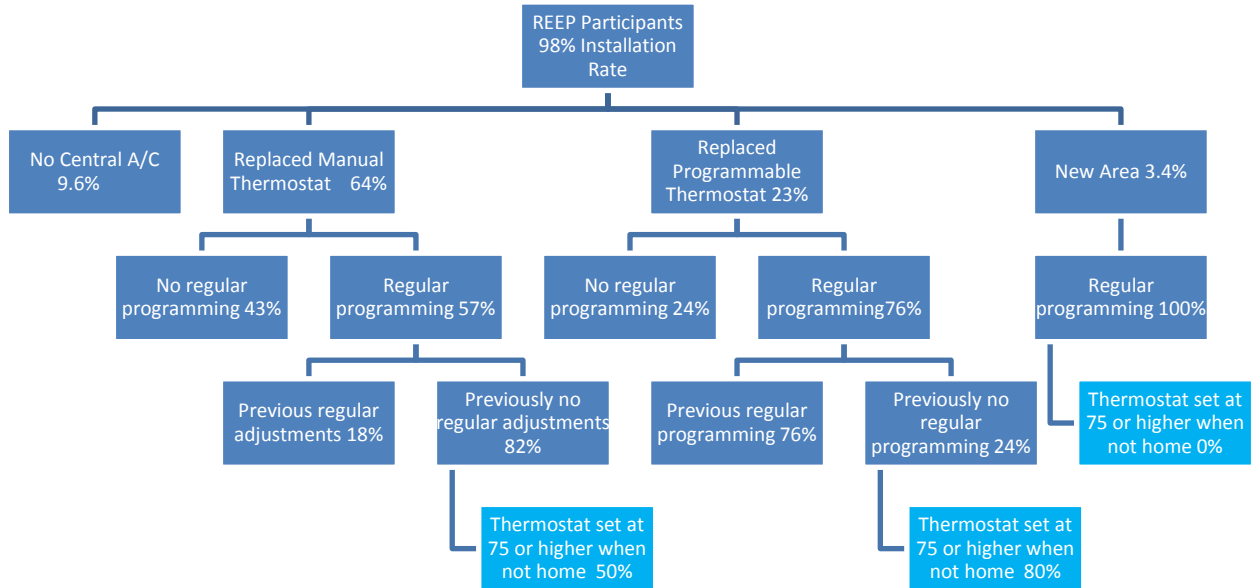 REEP Participants
98% Installation
Rate
No Central A/C
9.6%
Replaced Manual
Thermostat 64%
Replaced
Programmable
Thermostat 23%
New Area 3.4%
No regular
programming 43%
Regular
programming 57%
No regular
programming 24%
Regular
programming76%
Regular
programming 100%
Previous regular
adjustments 18%
Previously no
regular adjustments
82%
Previous regular
programming 76%
Previously no
regular
programming 24%
Thermostat set at
75 or higher when
not home 0%
Thermostat set at
75 or higher when
not home 50%
Thermostat set at
75 or higher when
not home 80%